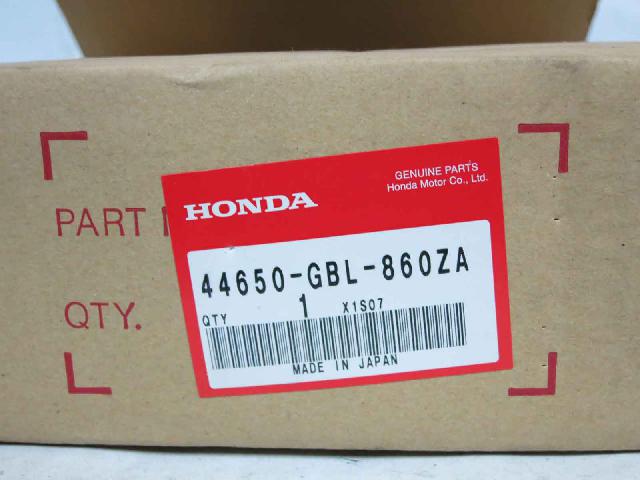 GENUINE PARTS
Honda Motor Co., Ltd.
HONDA
PART
44650-GBL-860ZA
QTY 1 X1S07
QTY.
MADE IN JAPAN